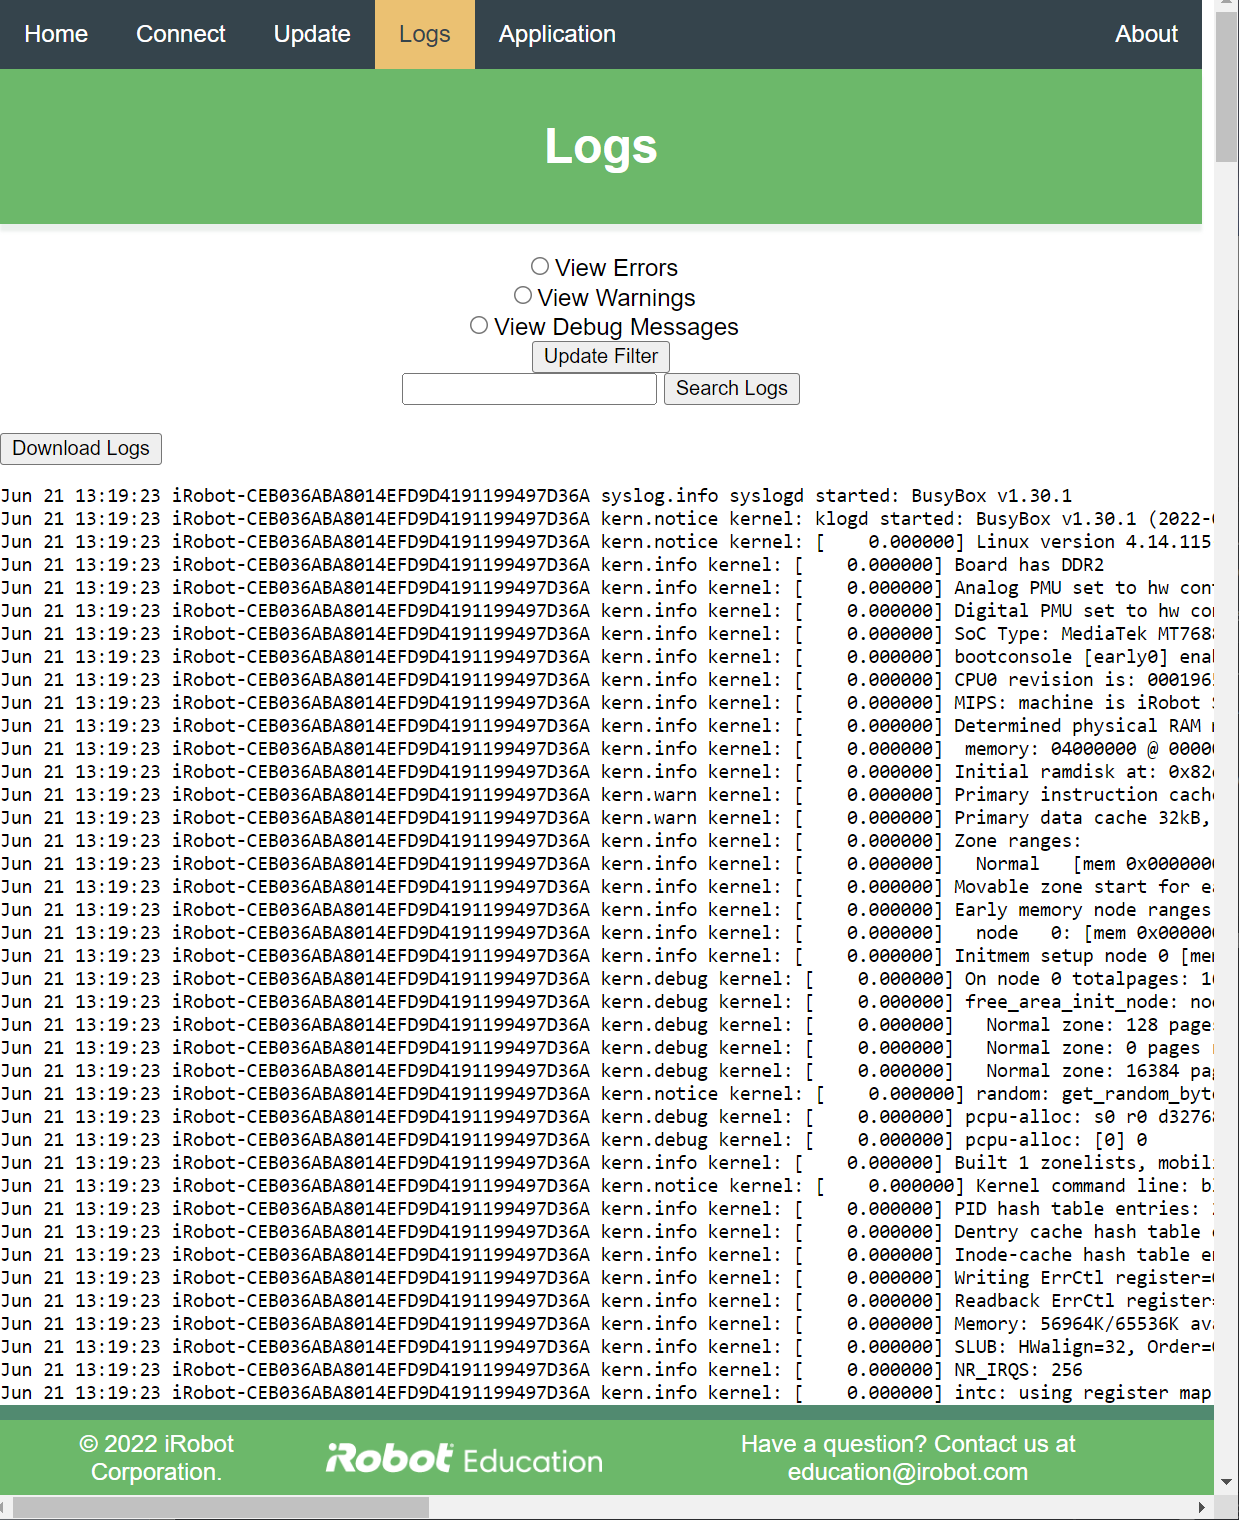 Home Connect Update Logs Application About
Logs
View Errors
View Warnings
View Debug Messages
Update Filter
Search Logs
Download Logs
Jun 21 13:19:23 iRobot-CEB036ABA8014EFD9D4191199497D36A syslog.info syslogd started: BusyBox v1.30.1
Jun 21 13:19:23 iRobot-CEB036ABA8014EFD9D4191199497D36A kern.notice kernel: klogd started: BusyBox v1.30.1 (2022-
Jun 21 13:19:23 iRobot-CEB036ABA8014EFD9D4191199497D36A kern.notice kernel: [    0.000000] Linux version 4.14.115
Jun 21 13:19:23 iRobot-CEB036ABA8014EFD9D4191199497D36A kern.info kernel: [    0.000000] Board has DDR2
Jun 21 13:19:23 iRobot-CEB036ABA8014EFD9D4191199497D36A kern.info kernel: [    0.000000] Analog PMU set to hw con
Jun 21 13:19:23 iRobot-CEB036ABA8014EFD9D4191199497D36A kern.info kernel: [    0.000000] Digital PMU set to hw co
Jun 21 13:19:23 iRobot-CEB036ABA8014EFD9D4191199497D36A kern.info kernel: [    0.000000] SoC Type: MediaTek MT768
Jun 21 13:19:23 iRobot-CEB036ABA8014EFD9D4191199497D36A kern.info kernel: [    0.000000] bootconsole [early0] ena
Jun 21 13:19:23 iRobot-CEB036ABA8014EFD9D4191199497D36A kern.info kernel: [    0.000000] CPU0 revision is: 000196
Jun 21 13:19:23 iRobot-CEB036ABA8014EFD9D4191199497D36A kern.info kernel: [    0.000000] MIPS: machine is iRobot
Jun 21 13:19:23 iRobot-CEB036ABA8014EFD9D4191199497D36A kern.info kernel: [    0.000000] Determined physical RAM
Jun 21 13:19:23 iRobot-CEB036ABA8014EFD9D4191199497D36A kern.info kernel: [    0.000000]  memory: 04000000 @ 0000
Jun 21 13:19:23 iRobot-CEB036ABA8014EFD9D4191199497D36A kern.info kernel: [    0.000000] Initial ramdisk at: 0x82
Jun 21 13:19:23 iRobot-CEB036ABA8014EFD9D4191199497D36A kern.warn kernel: [    0.000000] Primary instruction cach
Jun 21 13:19:23 iRobot-CEB036ABA8014EFD9D4191199497D36A kern.warn kernel: [    0.000000] Primary data cache 32kB,
Jun 21 13:19:23 iRobot-CEB036ABA8014EFD9D4191199497D36A kern.info kernel: [    0.000000] Zone ranges:
Jun 21 13:19:23 iRobot-CEB036ABA8014EFD9D4191199497D36A kern.info kernel: [    0.000000]   Normal   [mem 0x000000
Jun 21 13:19:23 iRobot-CEB036ABA8014EFD9D4191199497D36A kern.info kernel: [    0.000000] Movable zone start for e
Jun 21 13:19:23 iRobot-CEB036ABA8014EFD9D4191199497D36A kern.info kernel: [    0.000000] Early memory node ranges
Jun 21 13:19:23 iRobot-CEB036ABA8014EFD9D4191199497D36A kern.info kernel: [    0.000000]   node   0: [mem 0x00000
Jun 21 13:19:23 iRobot-CEB036ABA8014EFD9D4191199497D36A kern.info kernel: [    0.000000] Initmem setup node 0 [me
Jun 21 13:19:23 iRobot-CEB036ABA8014EFD9D4191199497D36A kern.debug kernel: [    0.000000] On node 0 totalpages: 1
Jun 21 13:19:23 iRobot-CEB036ABA8014EFD9D4191199497D36A kern.debug kernel: [    0.000000] free_area_init_node: no
Jun 21 13:19:23 iRobot-CEB036ABA8014EFD9D4191199497D36A kern.debug kernel: [    0.000000]   Normal zone: 128 page
Jun 21 13:19:23 iRobot-CEB036ABA8014EFD9D4191199497D36A kern.debug kernel: [    0.000000]   Normal zone: 0 pages
Jun 21 13:19:23 iRobot-CEB036ABA8014EFD9D4191199497D36A kern.debug kernel: [    0.000000]   Normal zone: 16384 pa
Jun 21 13:19:23 iRobot-CEB036ABA8014EFD9D4191199497D36A kern.notice kernel: [    0.000000] random: get_random_byt
Jun 21 13:19:23 iRobot-CEB036ABA8014EFD9D4191199497D36A kern.debug kernel: [    0.000000] pcpu-alloc: s0 r0 d3276
Jun 21 13:19:23 iRobot-CEB036ABA8014EFD9D4191199497D36A kern.debug kernel: [    0.000000] pcpu-alloc: [0] 0
Jun 21 13:19:23 iRobot-CEB036ABA8014EFD9D4191199497D36A kern.info kernel: [    0.000000] Built 1 zonelists, mobil
Jun 21 13:19:23 iRobot-CEB036ABA8014EFD9D4191199497D36A kern.notice kernel: [    0.000000] Kernel command line: b
Jun 21 13:19:23 iRobot-CEB036ABA8014EFD9D4191199497D36A kern.info kernel: [    0.000000] PID hash table entries:
Jun 21 13:19:23 iRobot-CEB036ABA8014EFD9D4191199497D36A kern.info kernel: [    0.000000] Dentry cache hash table
Jun 21 13:19:23 iRobot-CEB036ABA8014EFD9D4191199497D36A kern.info kernel: [    0.000000] Inode-cache hash table e
Jun 21 13:19:23 iRobot-CEB036ABA8014EFD9D4191199497D36A kern.info kernel: [    0.000000] Writing ErrCtl register=
Jun 21 13:19:23 iRobot-CEB036ABA8014EFD9D4191199497D36A kern.info kernel: [    0.000000] Readback ErrCtl register
Jun 21 13:19:23 iRobot-CEB036ABA8014EFD9D4191199497D36A kern.info kernel: [    0.000000] Memory: 56964K/65536K av
Jun 21 13:19:23 iRobot-CEB036ABA8014EFD9D4191199497D36A kern.info kernel: [    0.000000] SLUB: HWalign=32, Order=
Jun 21 13:19:23 iRobot-CEB036ABA8014EFD9D4191199497D36A kern.info kernel: [    0.000000] NR_IRQS: 256
Jun 21 13:19:23 iRobot-CEB036ABA8014EFD9D4191199497D36A kern.info kernel: [    0.000000] intc: using register map
© 2022 iRobot
Corporation.
iRobot Education
Have a question? Contact us at
education@irobot.com